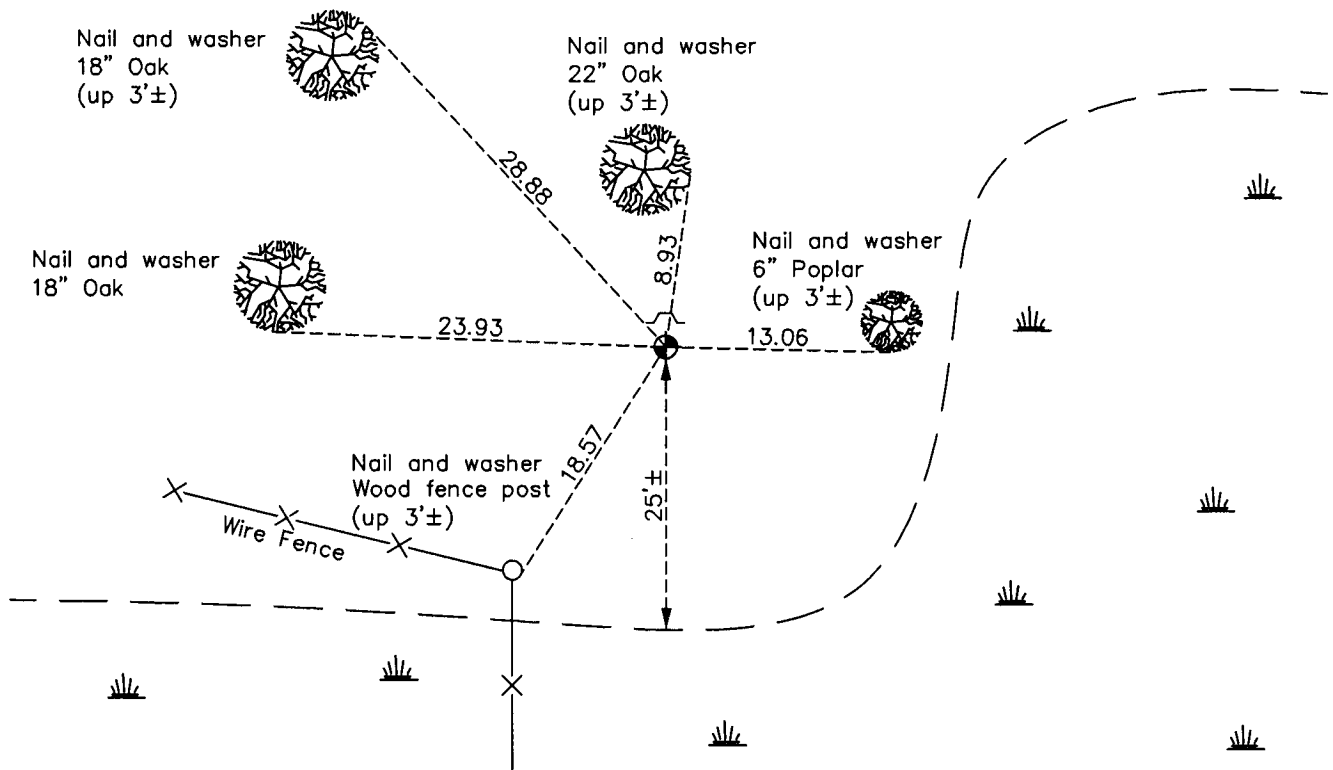 Nail and washer
18" Oak
(up 3'±)
Nail and washer
22" Oak
(up 3'±)
28.88
Nail and washer
18" Oak
8.93
Nail and washer
6" Poplar
(up 3'±)
23.93
13.06
18.57
25'±
Nail and washer
Wood fence post
(up 3'±)
Wire Fence